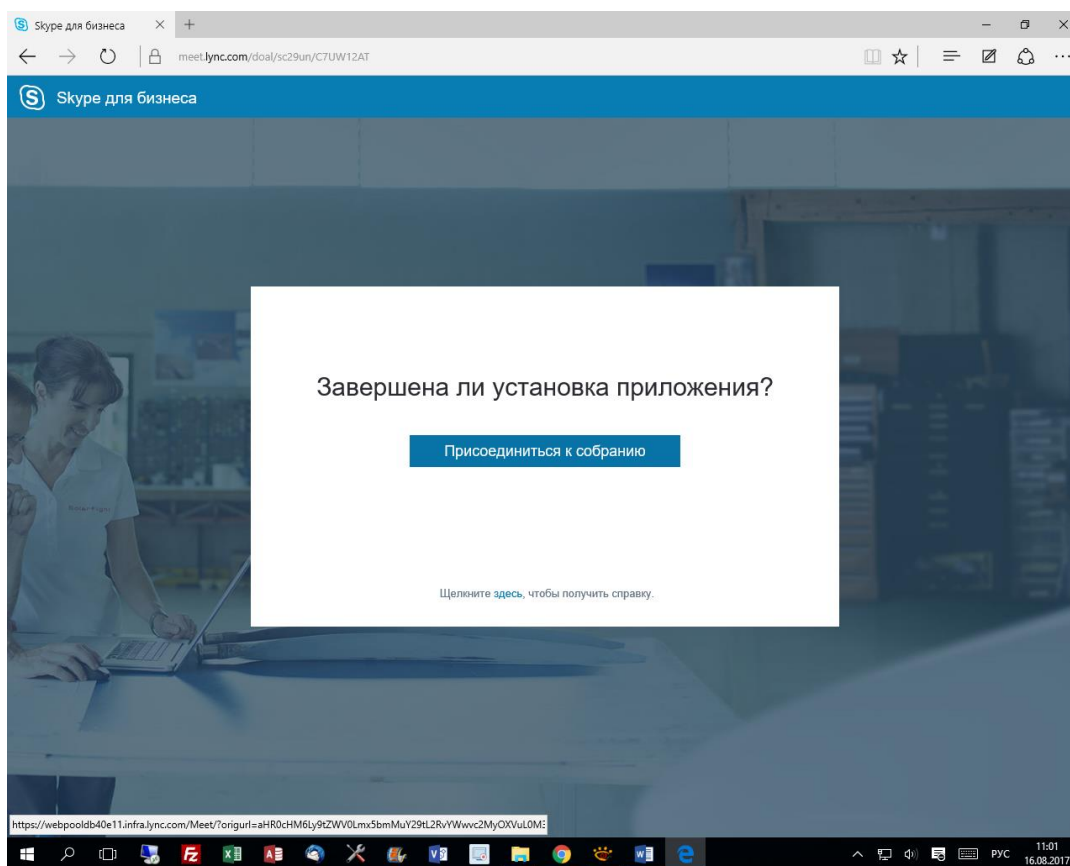 Skype для бизнеса
meet.lync.com/doal/sc29un/C7UW12AT
Skype для бизнеса
Завершена ли установка приложения?
Присоединиться к собранию
Щелкните здесь, чтобы получить справку.
https://webpooldb40e11.infra.lync.com/Meet/?origurl=aHR0cHM6Ly9tZWV0Lmx5bmMuY29tL2RvYWwvc2MyOXVuL0M3
РУС
11:01
16.08.2017